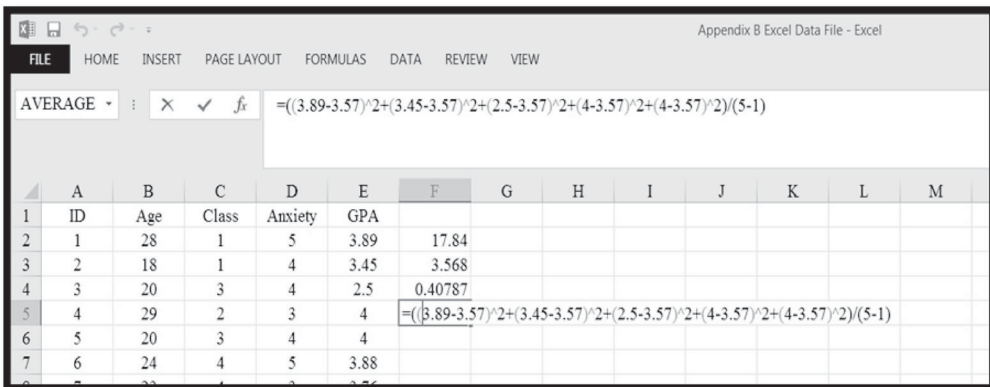 Appendix B Excel Data File - Excel
FILE HOME INSERT PAGE LAYOUT FORMULAS DATA REVIEW VIEW
AVERAGE fx =((3.89-3.57)^2+(3.45-3.57)^2+(2.5-3.57)^2+(4-3.57)^2+(4-3.57)^2)/(5-1)
A B C D E F G H I J K L M
1 ID Age Class Anxiety GPA
2 1 28 1 5 3.89 17.84
3 2 18 1 4 3.45 3.568
4 3 20 3 4 2.5 0.40787
5 4 29 2 3 4 =((3.89-3.57)^2+(3.45-3.57)^2+(2.5-3.57)^2+(4-3.57)^2+(4-3.57)^2)/(5-1)
6 5 20 3 4 4
7 6 24 4 5 3.88